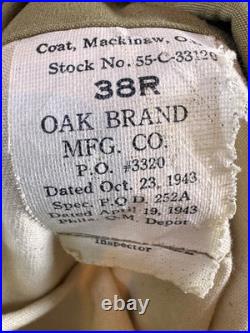 Coat, Mackinaw, O.
Stock No. 55-C-33120
38R
OAK BRAND
MFG. CO.
P.O. #3320
Dated Oct. 23, 1943
Spec. P.Q.D. 252A
Dated April 19, 1943
Phila. Q.M. Depot
Inspector